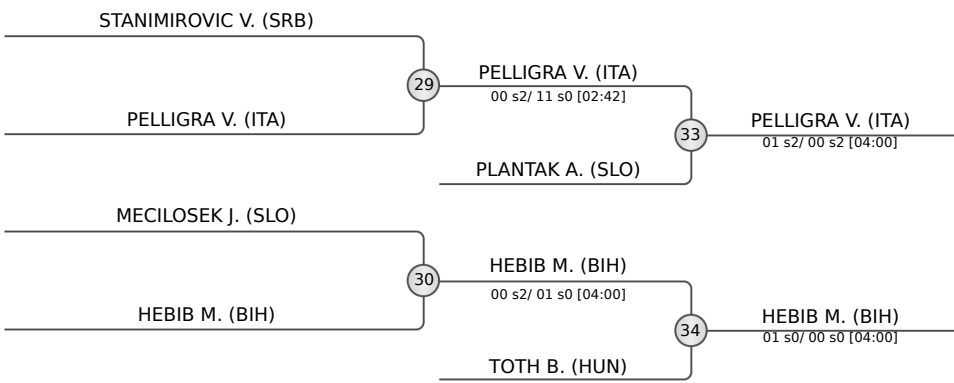 STANIMIROVIC V. (SRB)
29
PELLIGRA V. (ITA)
PELLIGRA V. (ITA)
00 s2/ 11 s0 [02:42]
33
PLANTAK A. (SLO)
PELLIGRA V. (ITA)
01 s2/ 00 s2 [04:00]
MECILOSEK J. (SLO)
30
HEBIB M. (BIH)
HEBIB M. (BIH)
00 s2/ 01 s0 [04:00]
34
TOTH B. (HUN)
HEBIB M. (BIH)
01 s0/ 00 s0 [04:00]